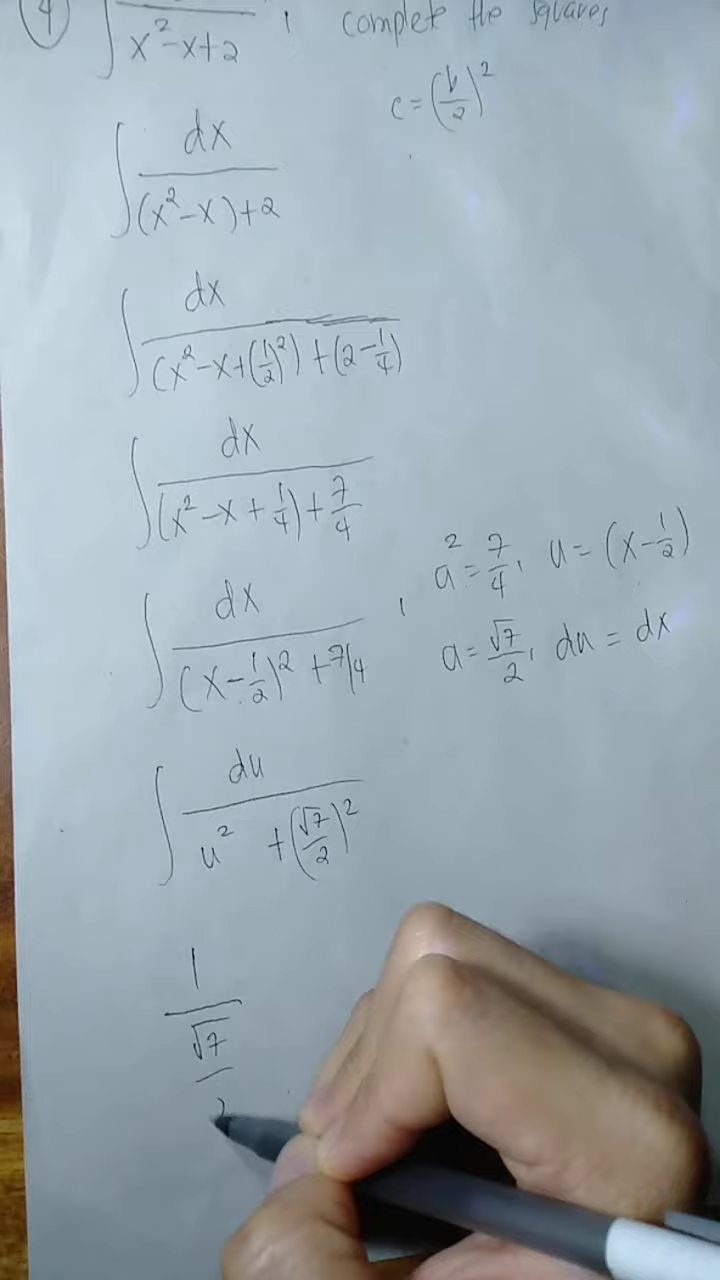 ④ ∫ ——— / x²-x+2 , complete the squares
c = (b/2)²
∫ dx / (x²-x)+2
∫ dx / (x²-x+(1/2)²)+(2-1/4)
∫ dx / (x²-x+1/4)+7/4
∫ dx / (x-1/2)²+7/4 , a²=7/4, u=(x-1/2)
a=√7/2, du=dx
∫ du / u² +(√7/2)²
1 / √7/2